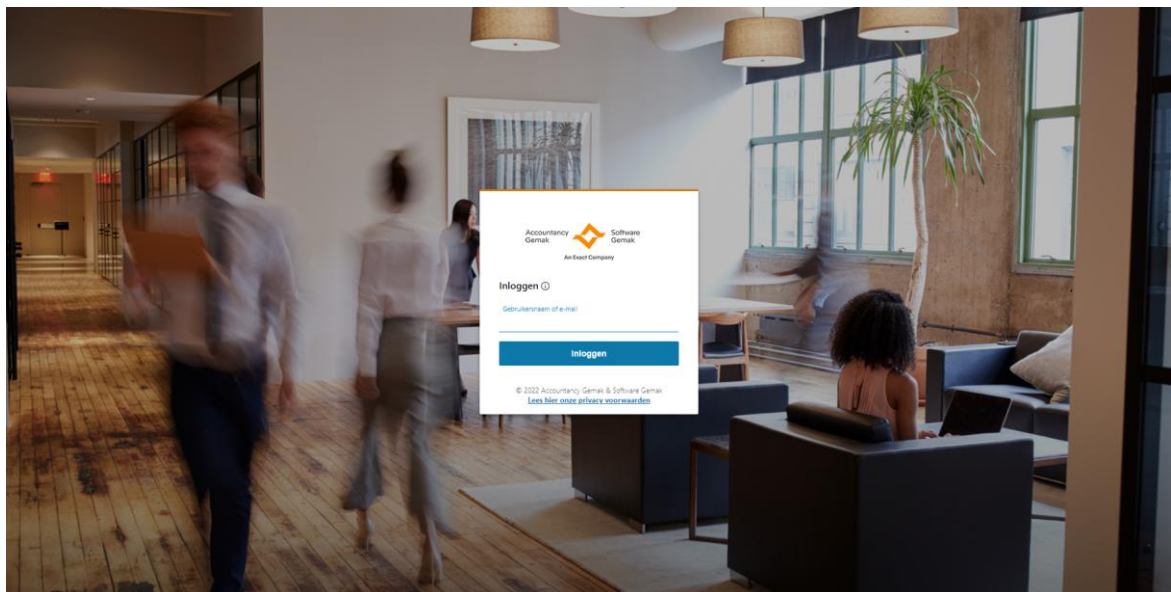 Accountancy
Gemak
Software
Gemak
An Exact Company
Inloggen
Gebruikersnaam of e-mail
Inloggen
© 2022 Accountancy Gemak & Software Gemak
Lees hier onze privacy voorwaarden